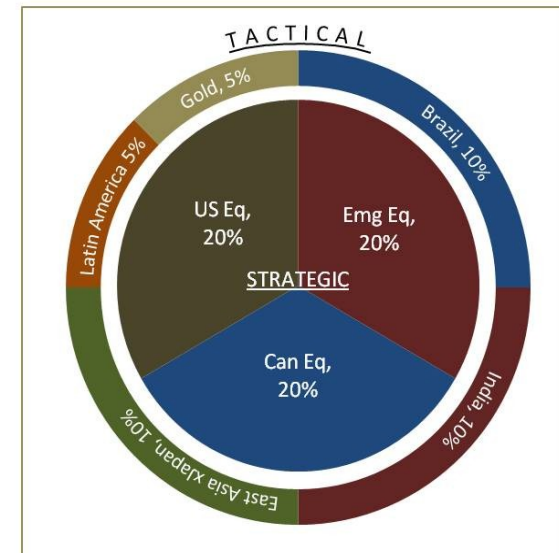 TACTICAL
Gold, 5%
Brazil, 10%
Latin America 5%
US Eq,
20%
Emg Eq,
20%
STRATEGIC
Can Eq,
20%
East Asia xJapan, 10%
India, 10%